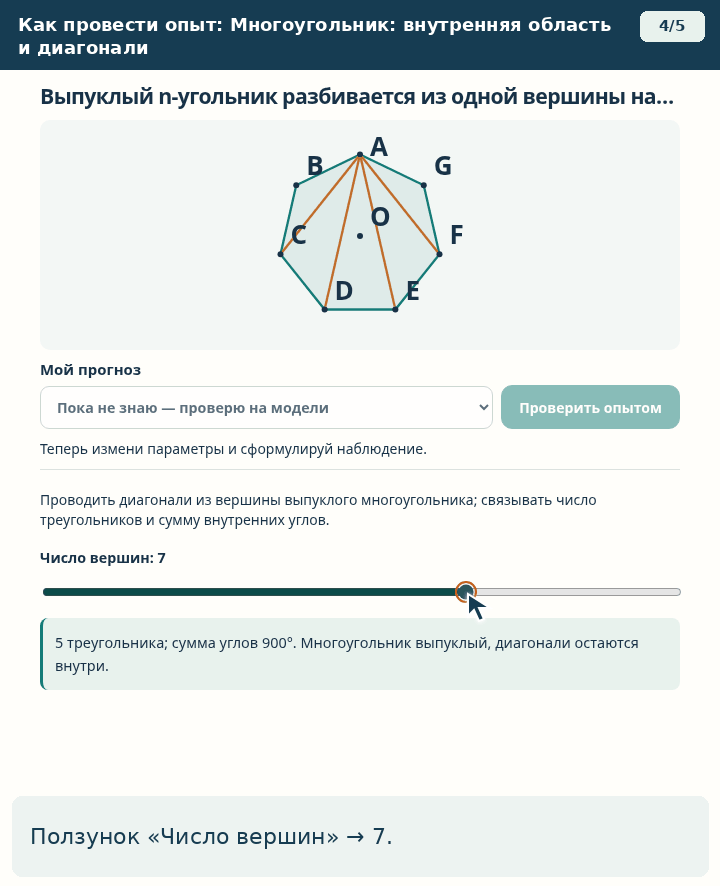 Как провести опыт: Многоугольник: внутренняя область
и диагонали
4/5
Выпуклый n-угольник разбивается из одной вершины на...
A
B
G
O
C
F
D
E
Мой прогноз
Пока не знаю — проверю на модели
Проверить опытом
Теперь измени параметры и сформулируй наблюдение.
Проводить диагонали из вершины выпуклого многоугольника; связывать число
треугольников и сумму внутренних углов.
Число вершин: 7
5 треугольника; сумма углов 900°. Многоугольник выпуклый, диагонали остаются
внутри.
Ползунок «Число вершин» → 7.